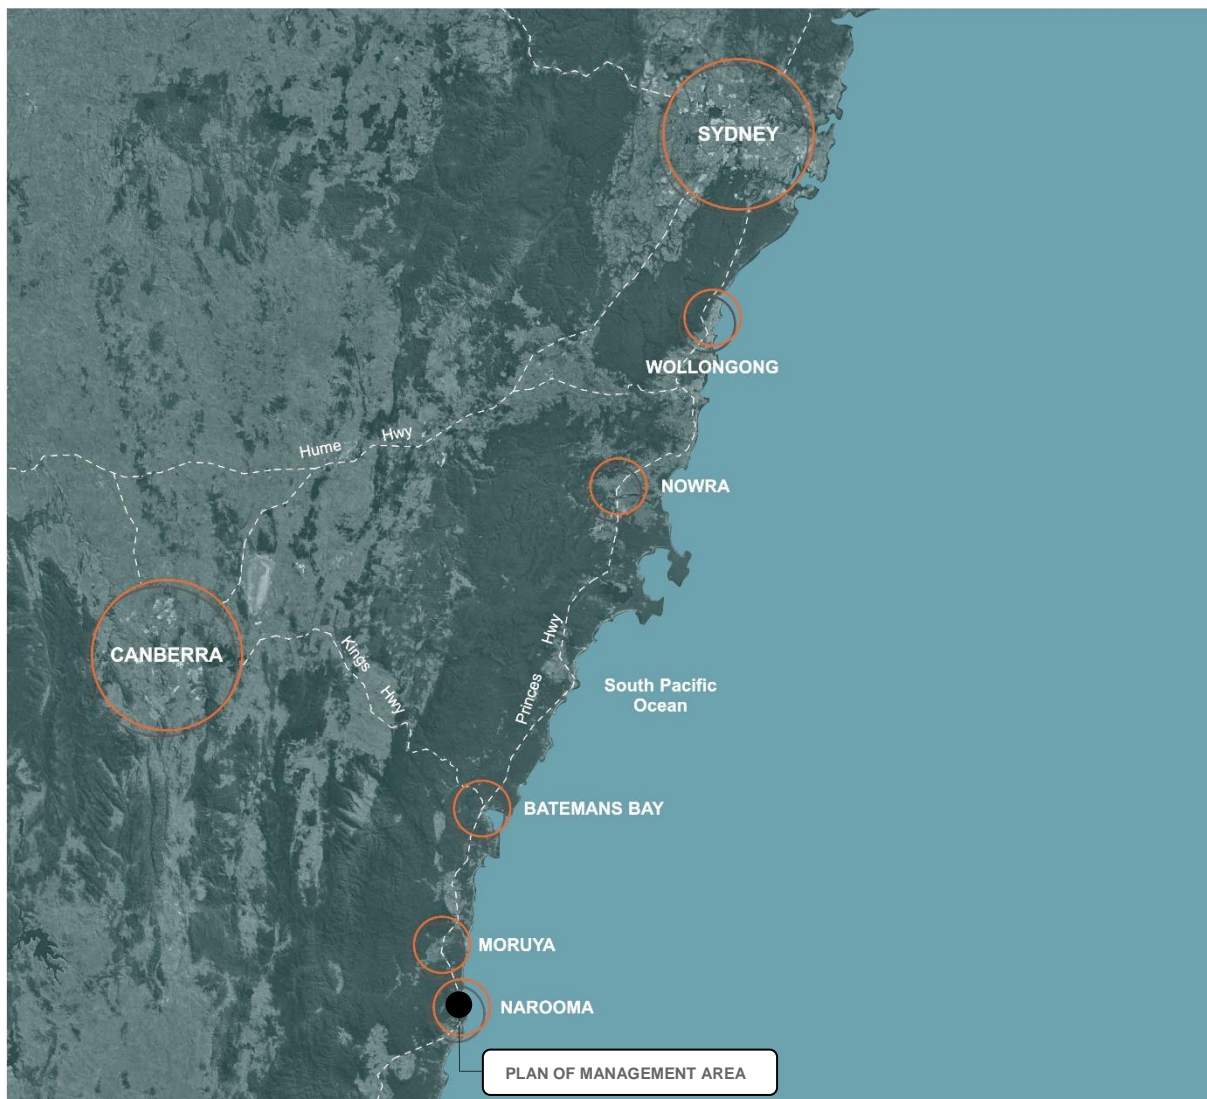 SYDNEY
WOLLONGONG
Hume Hwy
NOWRA
Kings Hwy
Princes Hwy
CANBERRA
South Pacific
Ocean
BATEMANS BAY
MORUYA
NAROOMA
PLAN OF MANAGEMENT AREA